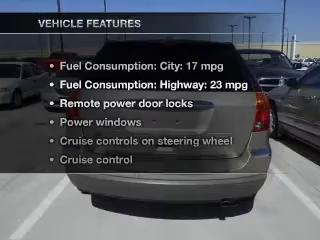 VEHICLE FEATURES
• Fuel Consumption: City: 17 mpg
• Fuel Consumption: Highway: 23 mpg
• Remote power door locks
• Power windows
• Cruise controls on steering wheel
• Cruise control